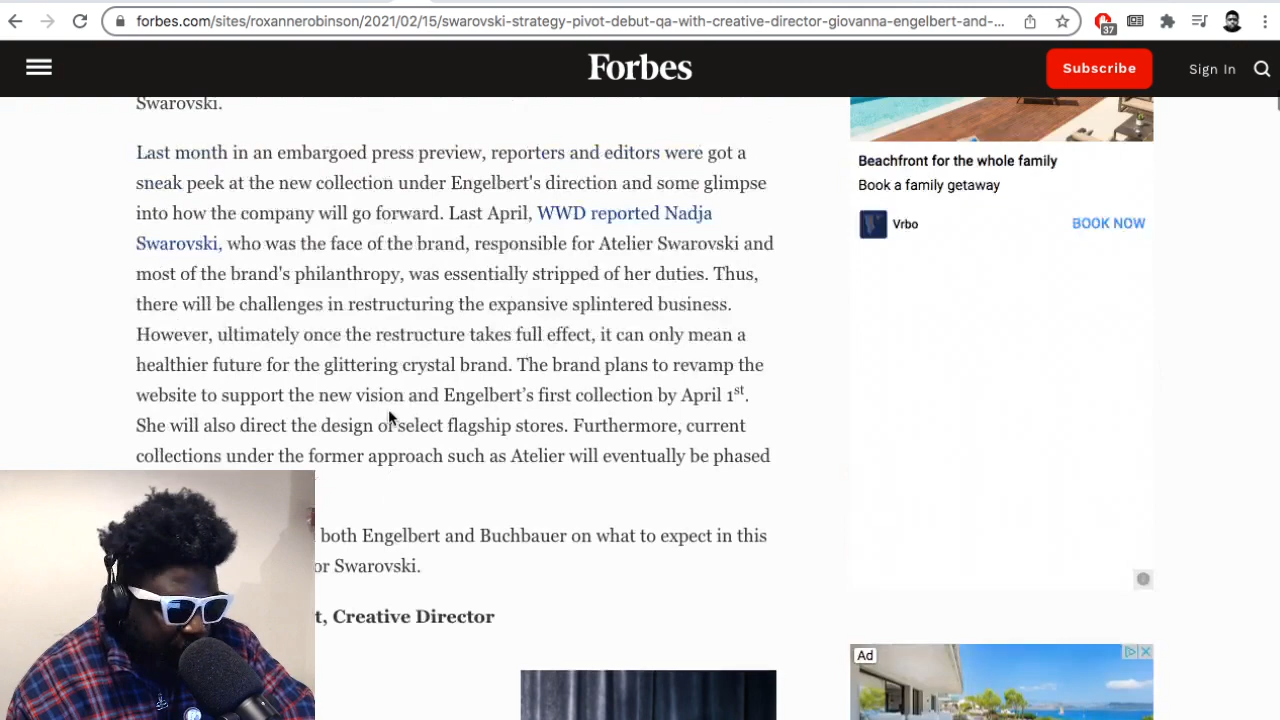 forbes.com/sites/roxannerobinson/2021/02/15/swarovski-strategy-pivot-debut-qa-with-creative-director-giovanna-engelbert-and-...
37
Forbes
Subscribe
Sign In
Swarovski.
Last month in an embargoed press preview, reporters and editors were got a
sneak peek at the new collection under Engelbert's direction and some glimpse
into how the company will go forward. Last April, WWD reported Nadja
Swarovski, who was the face of the brand, responsible for Atelier Swarovski and
most of the brand's philanthropy, was essentially stripped of her duties. Thus,
there will be challenges in restructuring the expansive splintered business.
However, ultimately once the restructure takes full effect, it can only mean a
healthier future for the glittering crystal brand. The brand plans to revamp the
website to support the new vision and Engelbert’s first collection by April 1st.
She will also direct the design of select flagship stores. Furthermore, current
collections under the former approach such as Atelier will eventually be phased
both Engelbert and Buchbauer on what to expect in this
or Swarovski.
t, Creative Director
Beachfront for the whole family
Book a family getaway
Vrbo
BOOK NOW
Ad